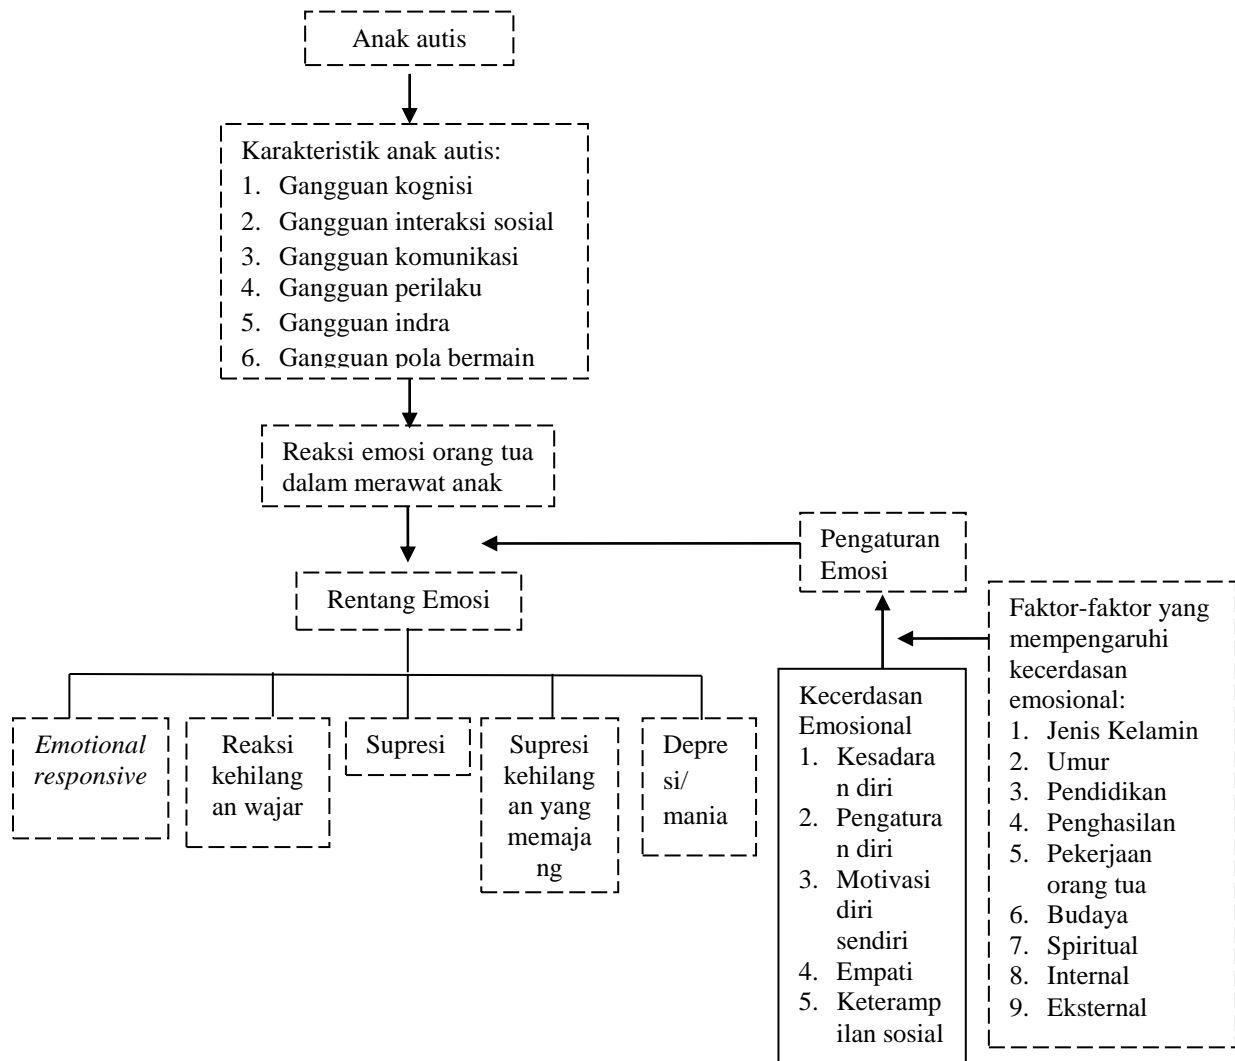 Anak autis
Karakteristik anak autis:
1. Gangguan kognisi
2. Gangguan interaksi sosial
3. Gangguan komunikasi
4. Gangguan perilaku
5. Gangguan indra
6. Gangguan pola bermain
Reaksi emosi orang tua
dalam merawat anak
Pengaturan
Emosi
Rentang Emosi
Faktor-faktor yang
mempengaruhi
kecerdasan
emosional:
1. Jenis Kelamin
2. Umur
3. Pendidikan
4. Penghasilan
5. Pekerjaan
orang tua
6. Budaya
7. Spiritual
8. Internal
9. Eksternal
Kecerdasan
Emosional
1. Kesadara
n diri
2. Pengatura
n diri
3. Motivasi
diri
sendiri
4. Empati
5. Keteramp
ilan sosial
Emotional
responsive
Reaksi
kehilang
an wajar
Supresi
Supresi
kehilang
an yang
memaja
ng
Depre
si/
mania